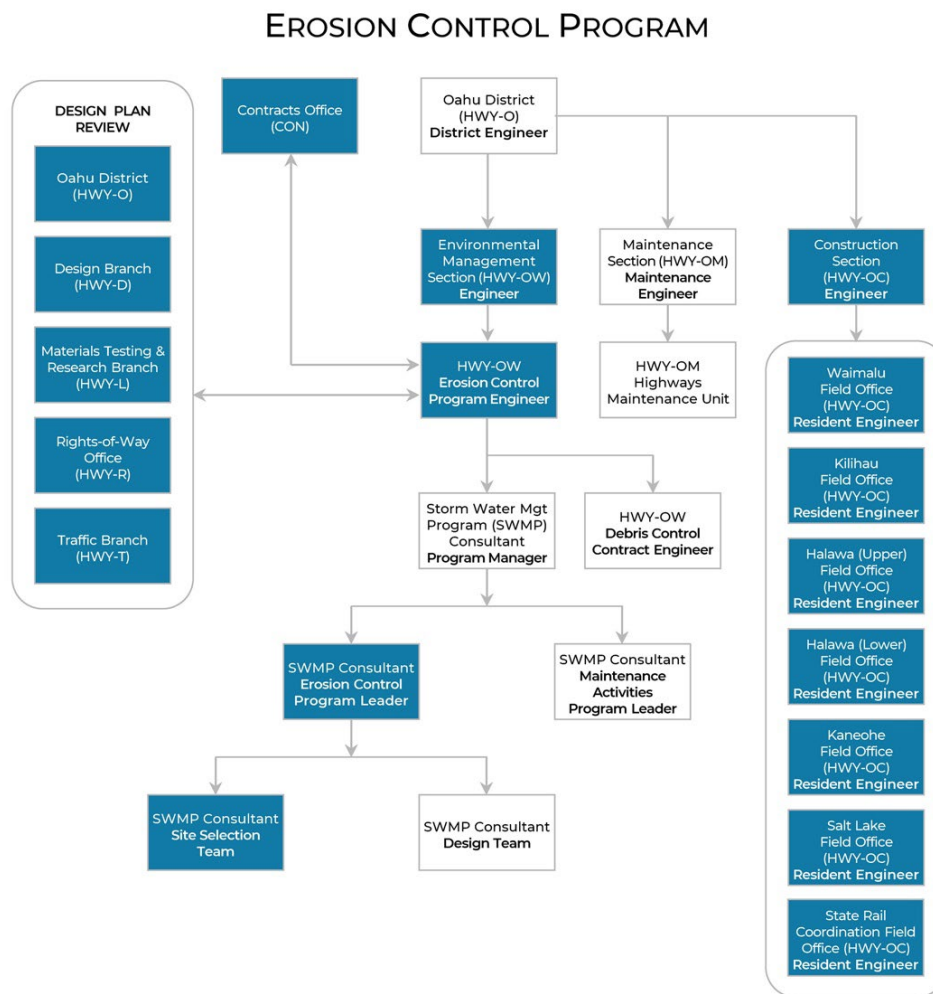 EROSION CONTROL PROGRAM
DESIGN PLAN
REVIEW
Oahu District
(HWY-O)
Design Branch
(HWY-D)
Materials Testing &
Research Branch
(HWY-L)
Rights-of-Way
Office
(HWY-R)
Traffic Branch
(HWY-T)
Contracts Office
(CON)
Oahu District
(HWY-O)
District Engineer
Environmental
Management
Section (HWY-OW)
Engineer
Maintenance
Section (HWY-OM)
Maintenance
Engineer
Construction
Section
(HWY-OC)
Engineer
HWY-OW
Erosion Control
Program Engineer
HWY-OM
Highways
Maintenance Unit
Storm Water Mgt
Program (SWMP)
Consultant
Program Manager
HWY-OW
Debris Control
Contract Engineer
SWMP Consultant
Erosion Control
Program Leader
SWMP Consultant
Maintenance
Activities
Program Leader
SWMP Consultant
Site Selection
Team
SWMP Consultant
Design Team
Waimalu
Field Office
(HWY-OC)
Resident Engineer
Kilihau
Field Office
(HWY-OC)
Resident Engineer
Halawa (Upper)
Field Office
(HWY-OC)
Resident Engineer
Halawa (Lower)
Field Office
(HWY-OC)
Resident Engineer
Kaneohe
Field Office
(HWY-OC)
Resident Engineer
Salt Lake
Field Office
(HWY-OC)
Resident Engineer
State Rail
Coordination Field
Office (HWY-OC)
Resident Engineer